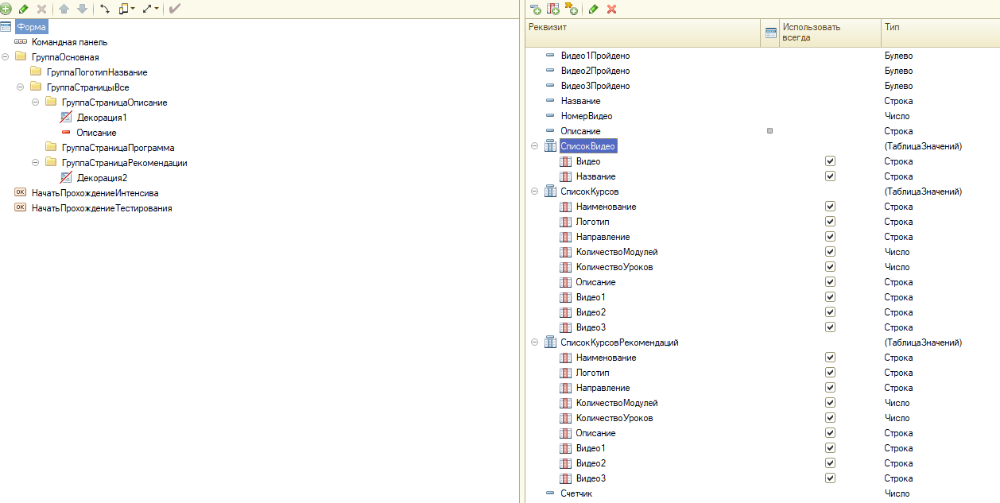 Форма
Командная панель
ГруппаОсновная
ГруппаЛоготипНазвание
ГруппаСтраницыВсе
ГруппаСтраницаОписание
Декорация1
Описание
ГруппаСтраницаПрограмма
ГруппаСтраницаРекомендации
Декорация2
OK НачатьПрохождениеИнтенсива
OK НачатьПрохождениеТестирования
Реквизит Использовать всегда Тип
Видео1Пройдено Булево
Видео2Пройдено Булево
Видео3Пройдено Булево
Название Строка
НомерВидео Число
Описание Строка
СписокВидео (ТаблицаЗначений)
Видео Строка
Название Строка
СписокКурсов (ТаблицаЗначений)
Наименование Строка
Логотип Строка
Направление Строка
КоличествоМодулей Число
КоличествоУроков Число
Описание Строка
Видео1 Строка
Видео2 Строка
Видео3 Строка
СписокКурсовРекомендаций (ТаблицаЗначений)
Наименование Строка
Логотип Строка
Направление Строка
КоличествоМодулей Число
КоличествоУроков Число
Описание Строка
Видео1 Строка
Видео2 Строка
Видео3 Строка
Счетчик Число